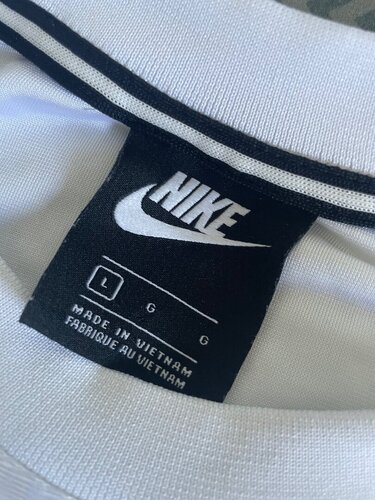 NIKE
L G G
MADE IN VIETNAM
FABRIQUE AU VIETNAM